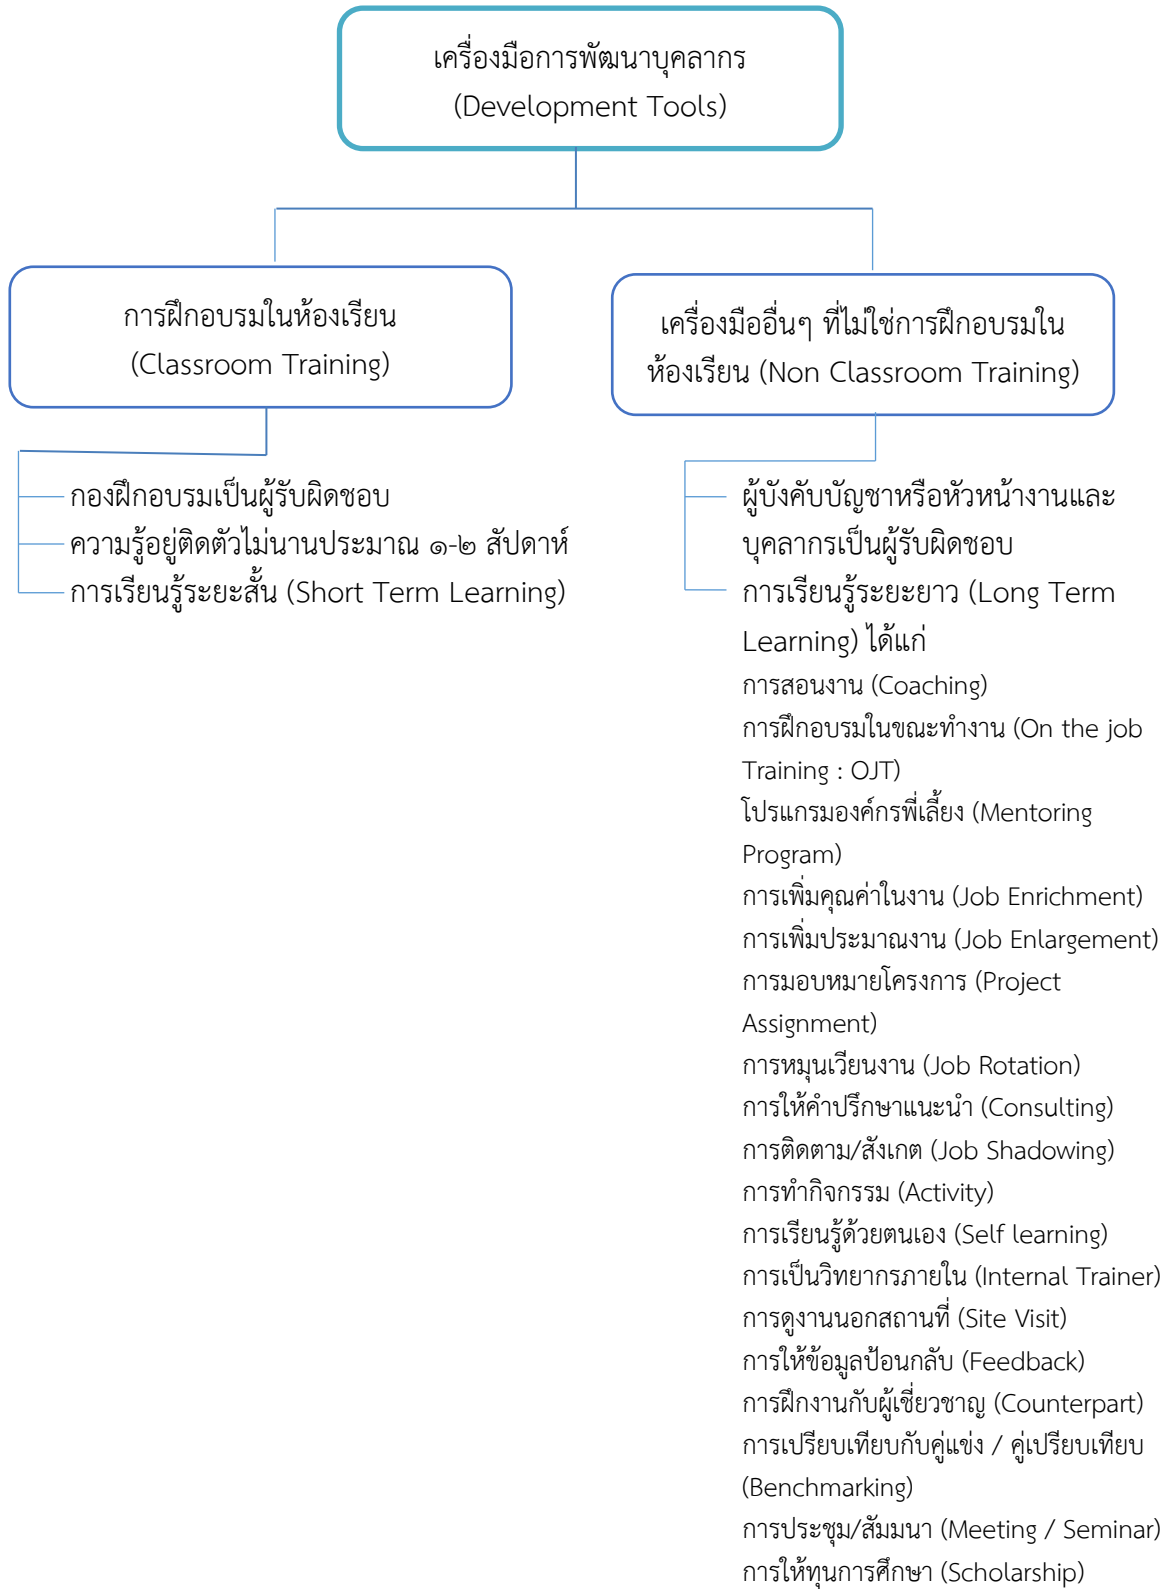 เครื่องมือการพัฒนาบุคลากร
(Development Tools)
การฝึกอบรมในห้องเรียน
(Classroom Training)
เครื่องมืออื่นๆ ที่ไม่ใช่การฝึกอบรมใน
ห้องเรียน (Non Classroom Training)
กองฝึกอบรมเป็นผู้รับผิดชอบ
ความรู้อยู่ติดตัวไม่นานประมาณ ๑-๒ สัปดาห์
การเรียนรู้ระยะสั้น (Short Term Learning)
ผู้บังคับบัญชาหรือหัวหน้างานและ
บุคลากรเป็นผู้รับผิดชอบ
การเรียนรู้ระยะยาว (Long Term
Learning) ได้แก่
การสอนงาน (Coaching)
การฝึกอบรมในขณะทำงาน (On the job
Training : OJT)
โปรแกรมองค์กรพี่เลี้ยง (Mentoring
Program)
การเพิ่มคุณค่าในงาน (Job Enrichment)
การเพิ่มประมาณงาน (Job Enlargement)
การมอบหมายโครงการ (Project
Assignment)
การหมุนเวียนงาน (Job Rotation)
การให้คำปรึกษาแนะนำ (Consulting)
การติดตาม/สังเกต (Job Shadowing)
การทำกิจกรรม (Activity)
การเรียนรู้ด้วยตนเอง (Self learning)
การเป็นวิทยากรภายใน (Internal Trainer)
การดูงานนอกสถานที่ (Site Visit)
การให้ข้อมูลป้อนกลับ (Feedback)
การฝึกงานกับผู้เชี่ยวชาญ (Counterpart)
การเปรียบเทียบกับคู่แข่ง / คู่เปรียบเทียบ
(Benchmarking)
การประชุม/สัมมนา (Meeting / Seminar)
การให้ทุนการศึกษา (Scholarship)